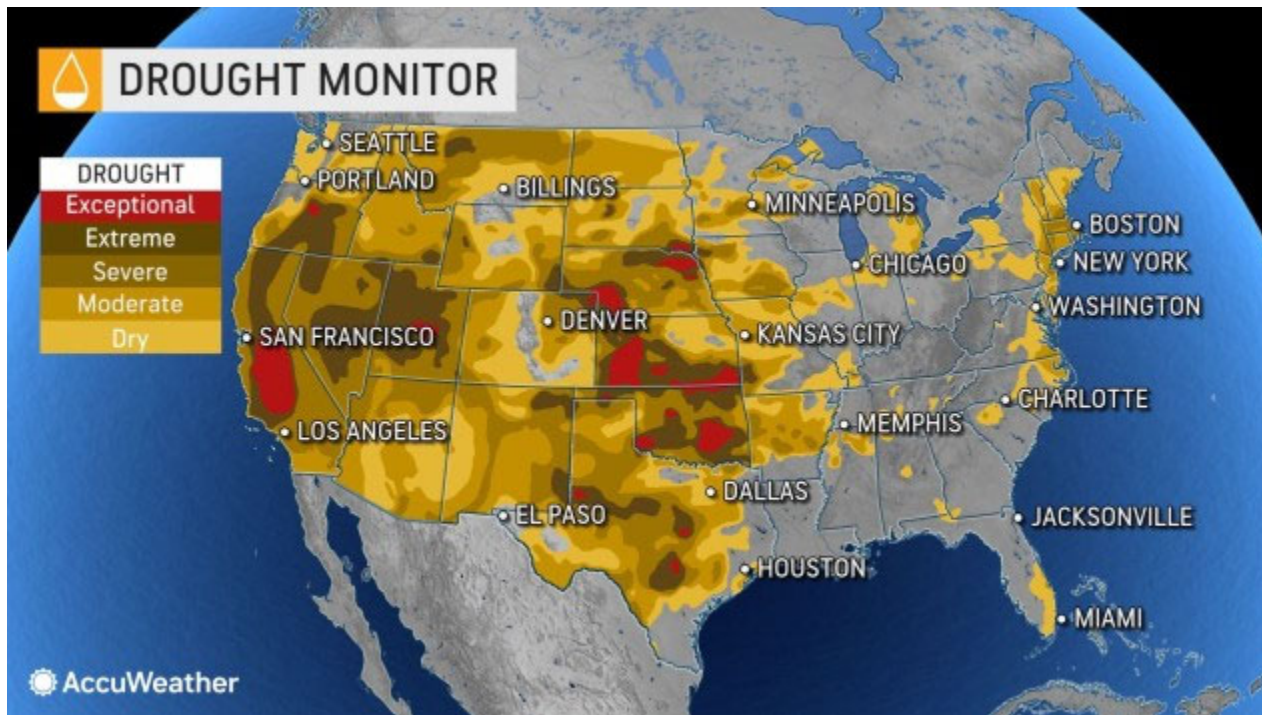 DROUGHT MONITOR
DROUGHT
Exceptional
Extreme
Severe
Moderate
Dry
SEATTLE
PORTLAND
BILLINGS
MINNEAPOLIS
BOSTON
CHICAGO
NEW YORK
WASHINGTON
DENVER
SAN FRANCISCO
KANSAS CITY
CHARLOTTE
MEMPHIS
LOS ANGELES
DALLAS
EL PASO
JACKSONVILLE
HOUSTON
MIAMI
AccuWeather